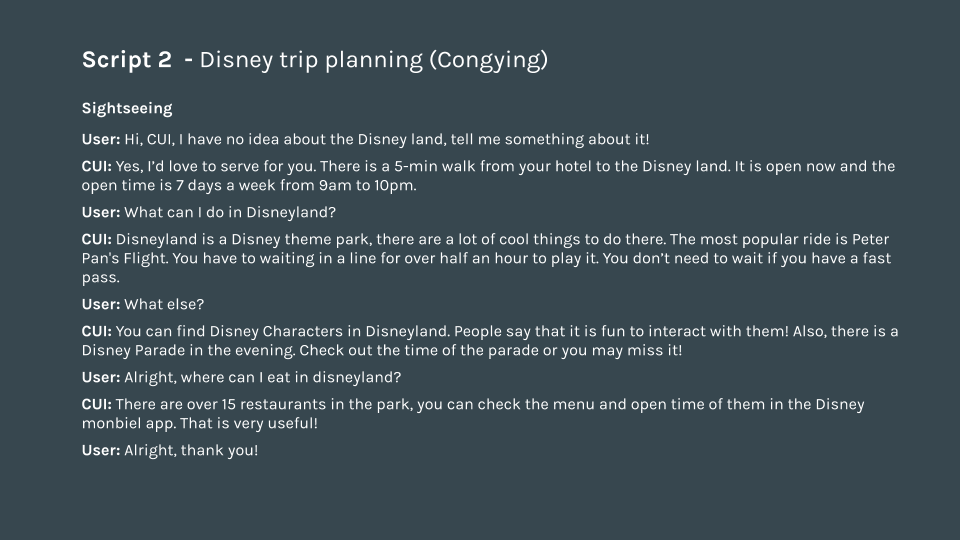 Script 2 - Disney trip planning (Congying)
Sightseeing
User: Hi, CUI, I have no idea about the Disney land, tell me something about it!
CUI: Yes, I’d love to serve for you. There is a 5-min walk from your hotel to the Disney land. It is open now and the
open time is 7 days a week from 9am to 10pm.
User: What can I do in Disneyland?
CUI: Disneyland is a Disney theme park, there are a lot of cool things to do there. The most popular ride is Peter
Pan's Flight. You have to waiting in a line for over half an hour to play it. You don’t need to wait if you have a fast
pass.
User: What else?
CUI: You can find Disney Characters in Disneyland. People say that it is fun to interact with them! Also, there is a
Disney Parade in the evening. Check out the time of the parade or you may miss it!
User: Alright, where can I eat in disneyland?
CUI: There are over 15 restaurants in the park, you can check the menu and open time of them in the Disney
monbiel app. That is very useful!
User: Alright, thank you!